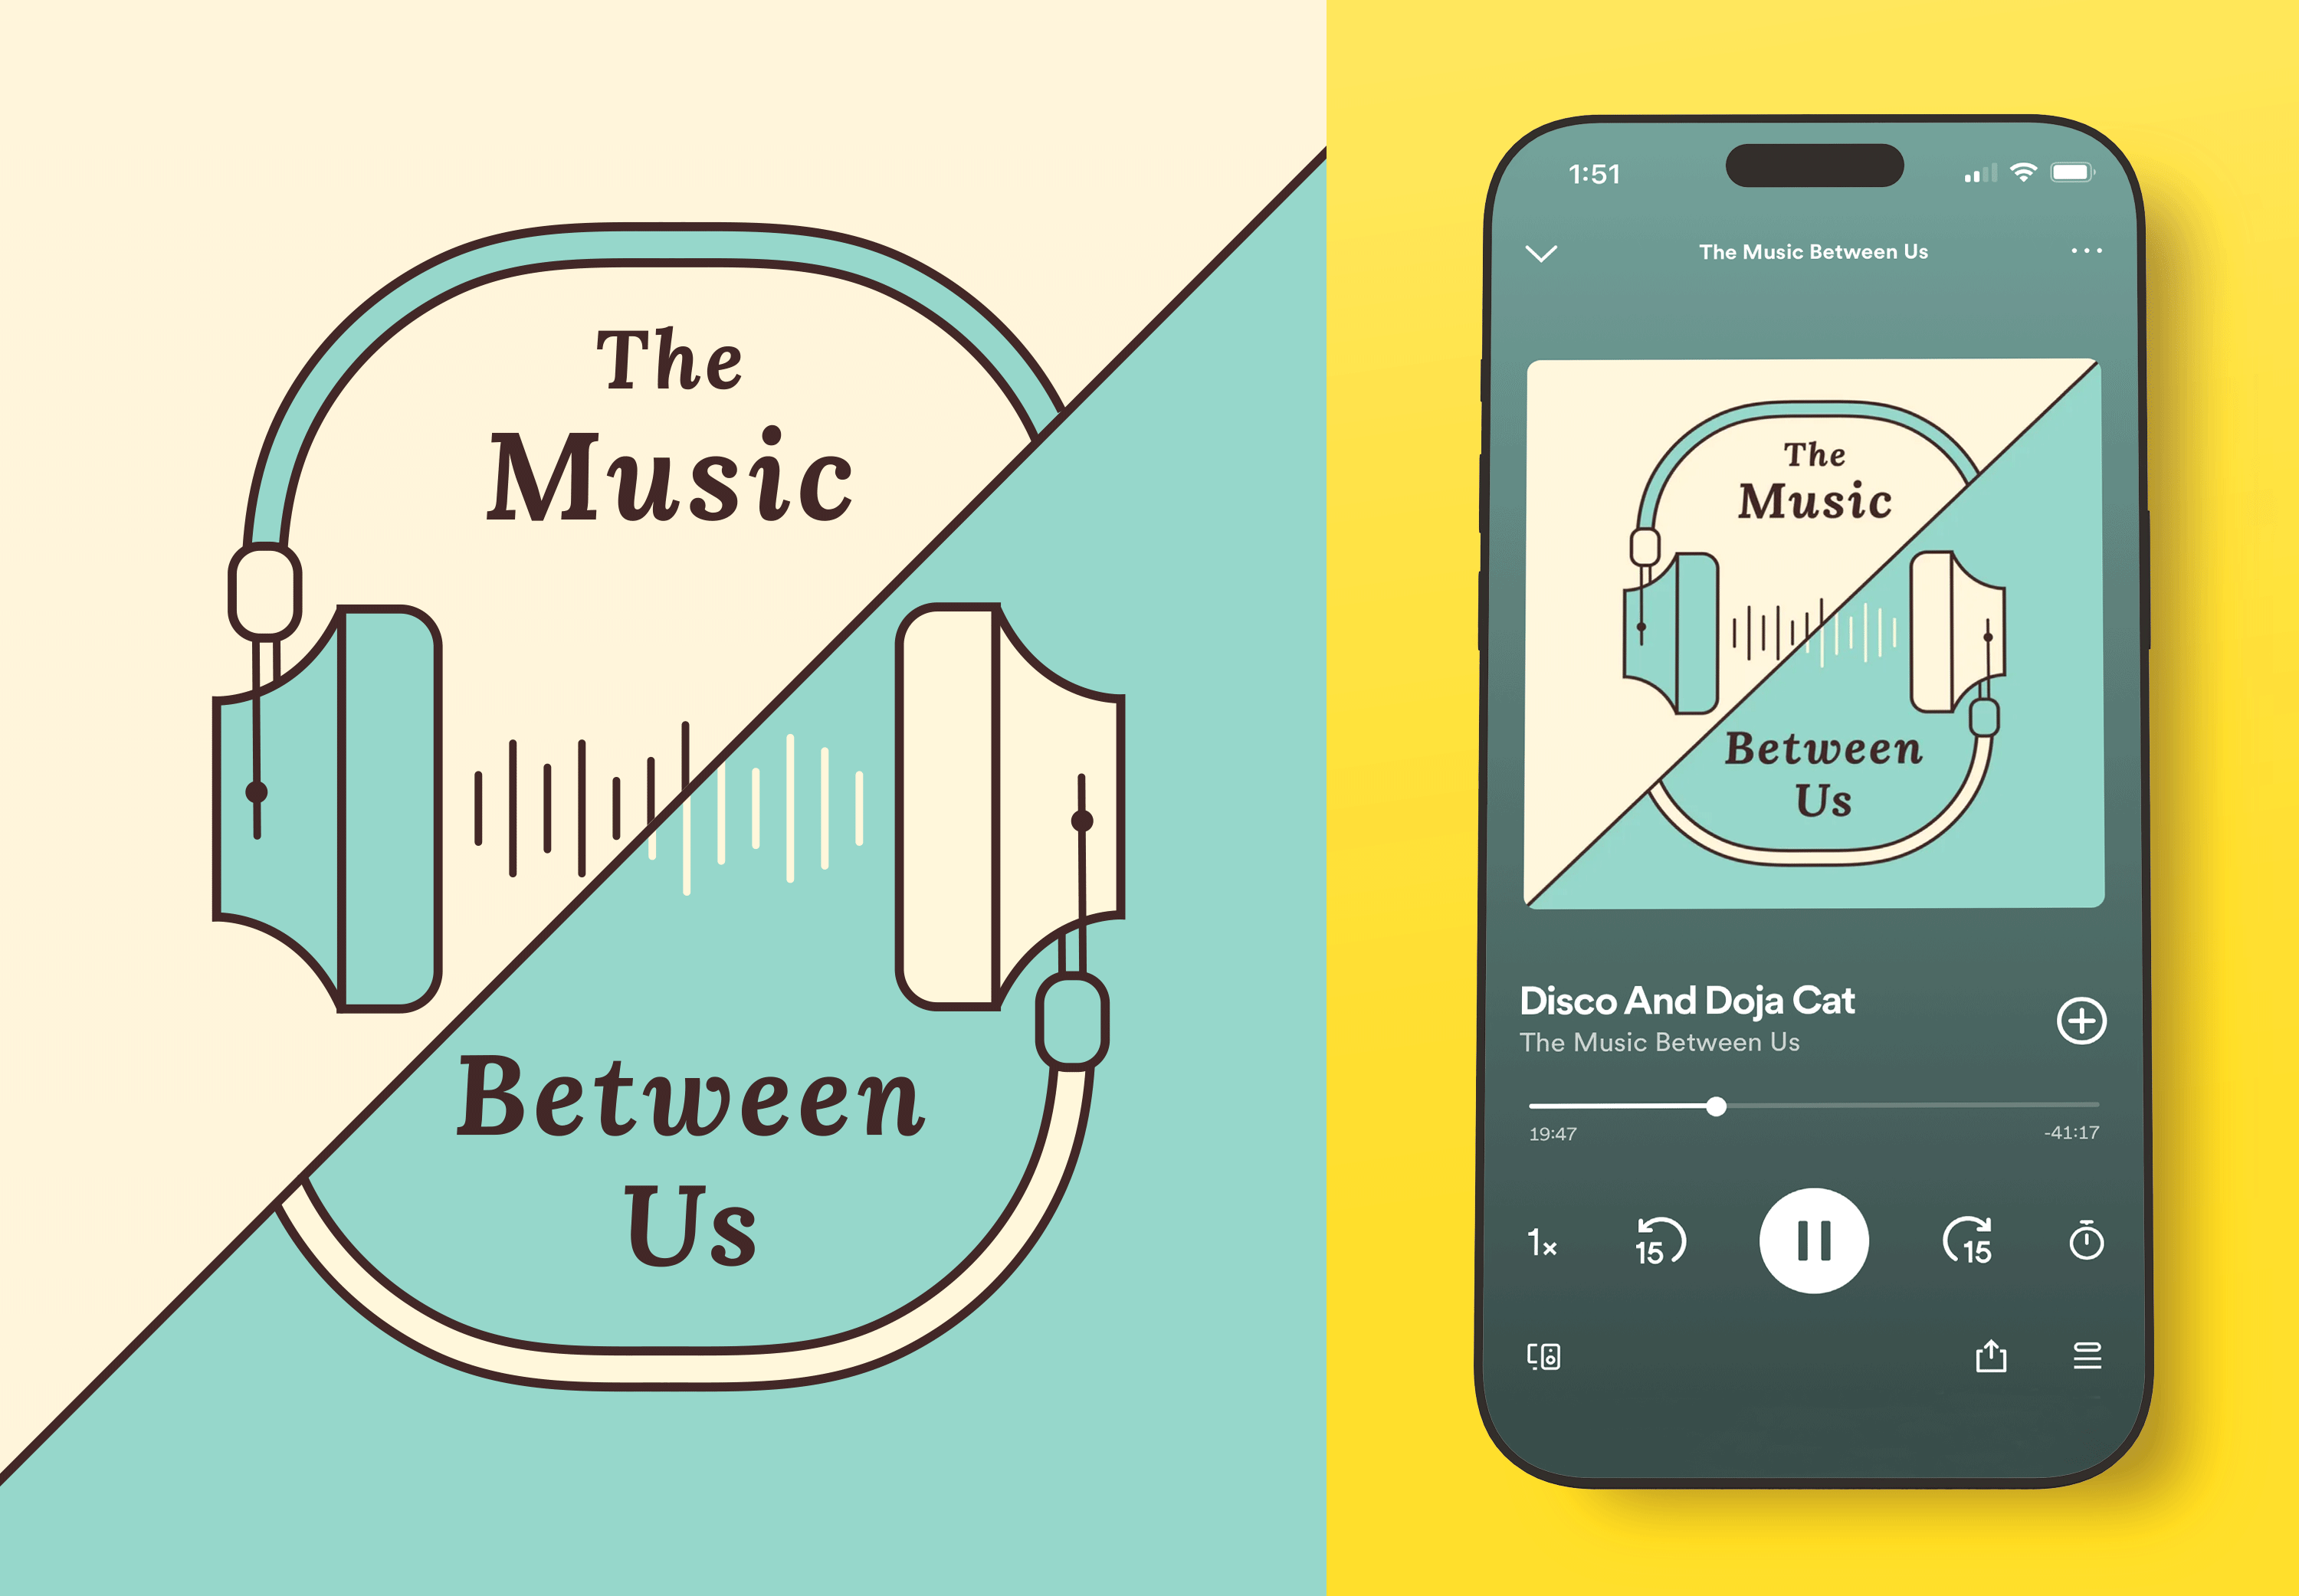 The
Music
Between
Us
1:51
The Music Between Us
The
Music
Between
Us
Disco And Doja Cat
The Music Between Us
19:47
-41:17
1×
15
15